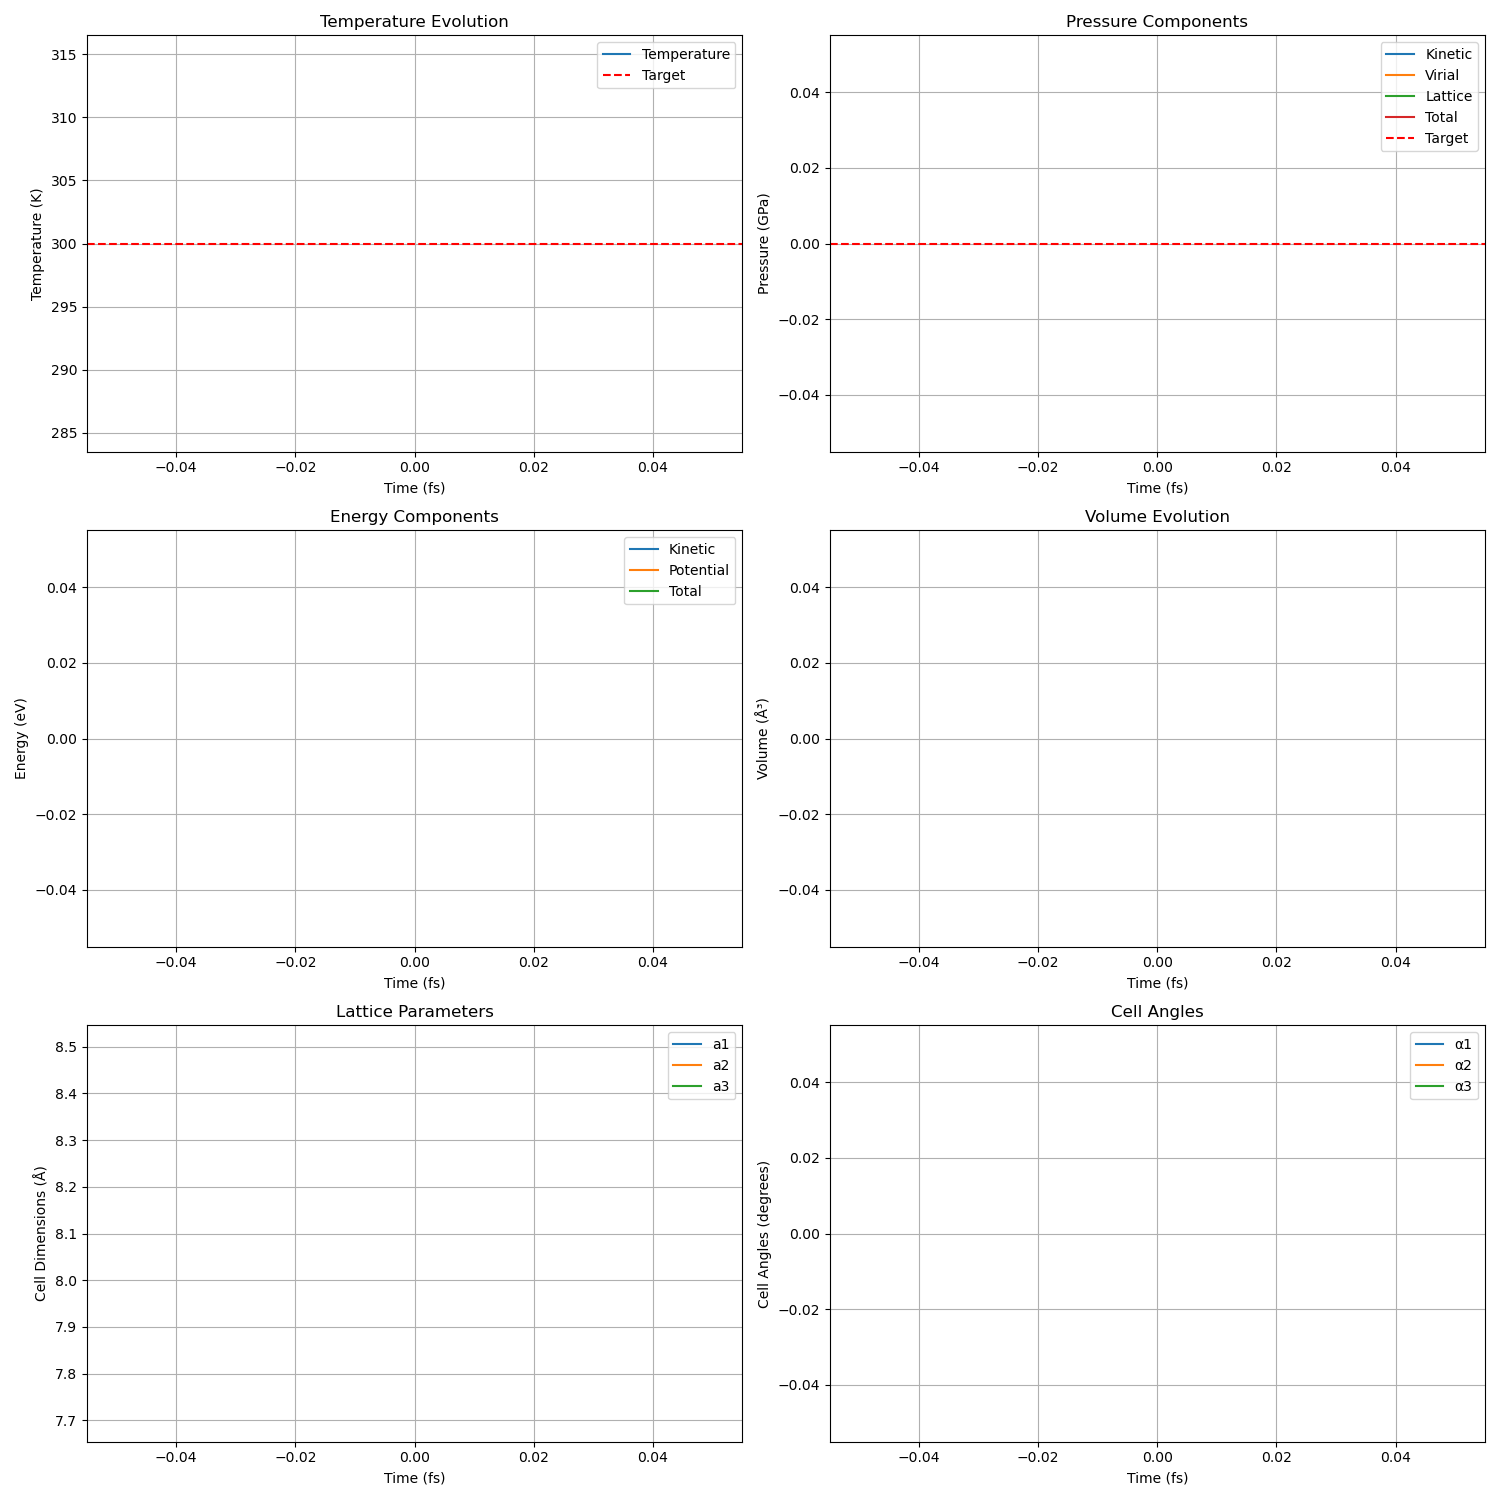 Temperature Evolution
Temperature (K)
315
310
305
300
295
290
285
Temperature
Target
−0.04 −0.02 0.00 0.02 0.04
Time (fs)
Pressure Components
Pressure (GPa)
0.04
0.02
0.00
−0.02
−0.04
Kinetic
Virial
Lattice
Total
Target
−0.04 −0.02 0.00 0.02 0.04
Time (fs)
Energy Components
Energy (eV)
0.04
0.02
0.00
−0.02
−0.04
Kinetic
Potential
Total
−0.04 −0.02 0.00 0.02 0.04
Time (fs)
Volume Evolution
Volume (Å³)
0.04
0.02
0.00
−0.02
−0.04
−0.04 −0.02 0.00 0.02 0.04
Time (fs)
Lattice Parameters
Cell Dimensions (Å)
8.5
8.4
8.3
8.2
8.1
8.0
7.9
7.8
7.7
a1
a2
a3
−0.04 −0.02 0.00 0.02 0.04
Time (fs)
Cell Angles
Cell Angles (degrees)
0.04
0.02
0.00
−0.02
−0.04
α1
α2
α3
−0.04 −0.02 0.00 0.02 0.04
Time (fs)